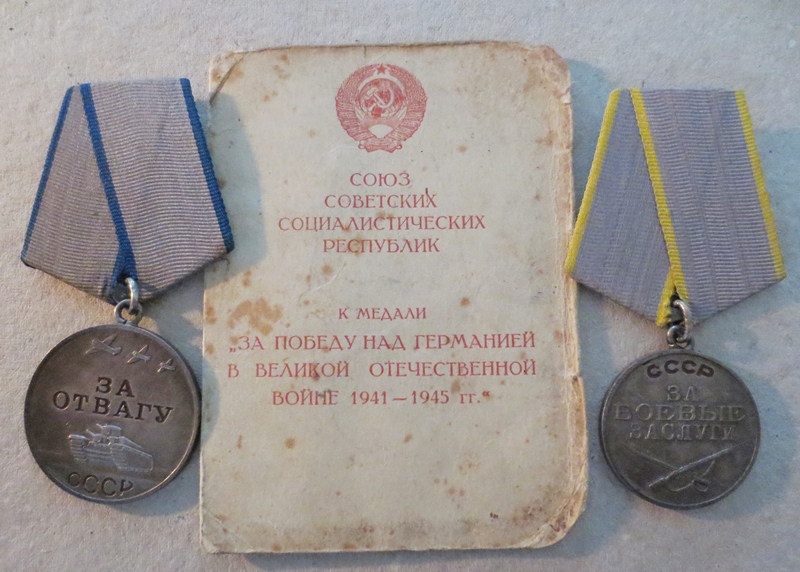 ЗА
ОТВАГУ
СССР
СОЮЗ
СОВЕТСКИХ
СОЦИАЛИСТИЧЕСКИХ
РЕСПУБЛИК
К МЕДАЛИ
„ЗА ПОБЕДУ НАД ГЕРМАНИЕЙ
В ВЕЛИКОЙ ОТЕЧЕСТВЕННОЙ
ВОЙНЕ 1941 — 1945 гг.“
СССР
ЗА
БОЕВЫЕ
ЗАСЛУГИ